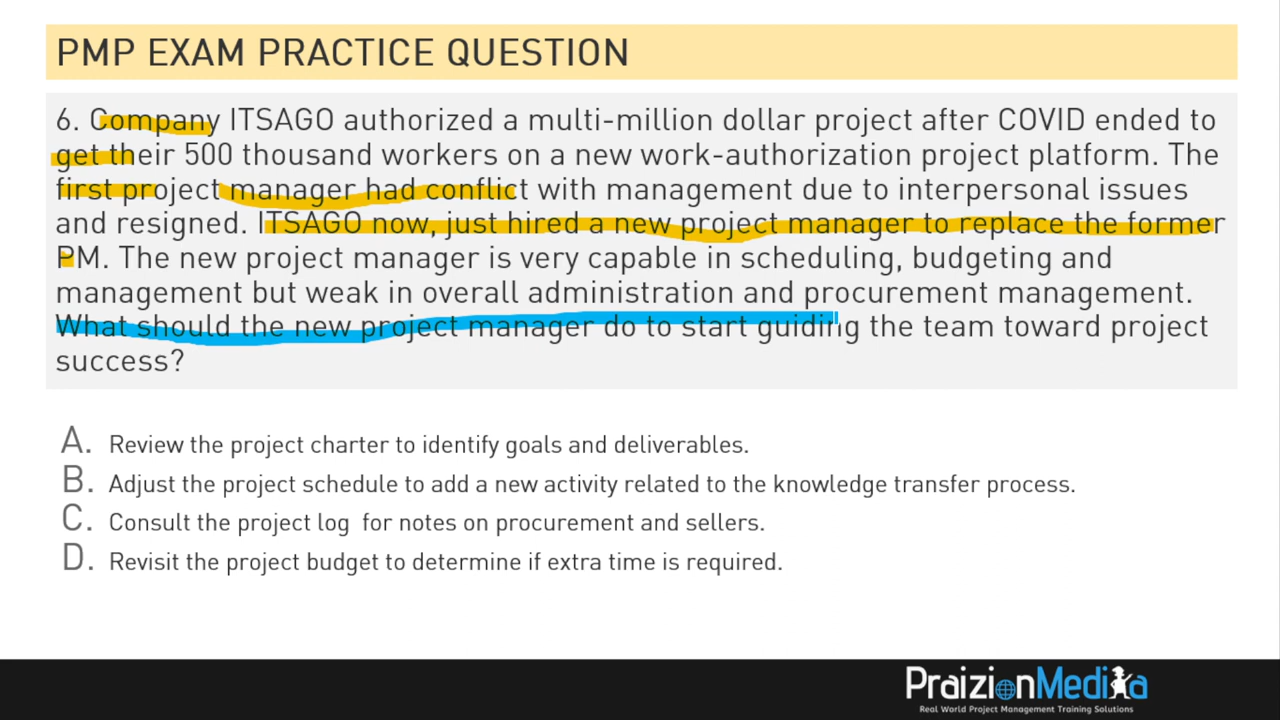 PMP EXAM PRACTICE QUESTION
6. Company ITSAGO authorized a multi-million dollar project after COVID ended to
get their 500 thousand workers on a new work-authorization project platform. The
first project manager had conflict with management due to interpersonal issues
and resigned. ITSAGO now, just hired a new project manager to replace the former
PM. The new project manager is very capable in scheduling, budgeting and
management but weak in overall administration and procurement management.
What should the new project manager do to start guiding the team toward project
success?
A. Review the project charter to identify goals and deliverables.
B. Adjust the project schedule to add a new activity related to the knowledge transfer process.
C. Consult the project log for notes on procurement and sellers.
D. Revisit the project budget to determine if extra time is required.
PraizionMedia
Real World Project Management Training Solutions